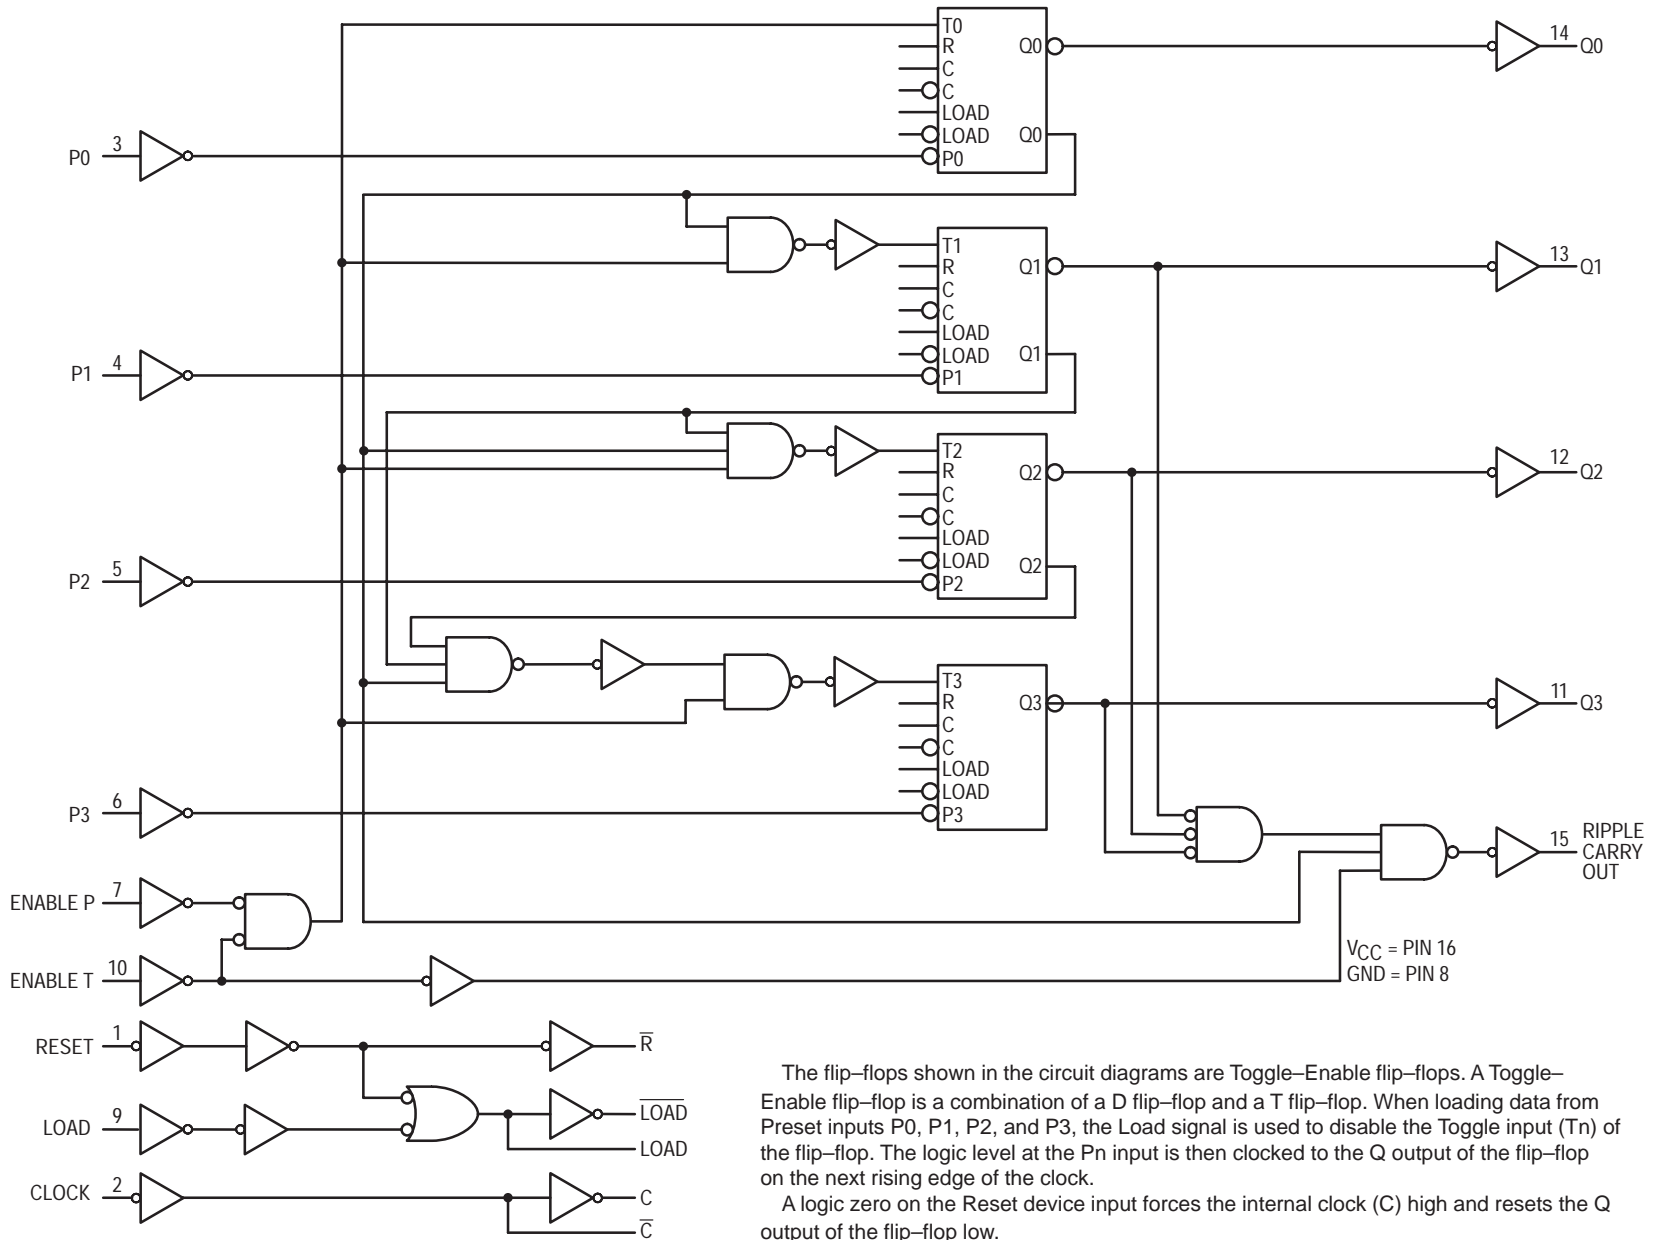 T0
R
C
C
LOAD
LOAD
P0
Q0
Q0
14 Q0
P0 3
T1
R
C
C
LOAD
LOAD
P1
Q1
Q1
13 Q1
P1 4
T2
R
C
C
LOAD
LOAD
P2
Q2
Q2
12 Q2
P2 5
T3
R
C
C
LOAD
LOAD
P3
Q3
11 Q3
P3 6
15 RIPPLE
CARRY
OUT
ENABLE P 7
ENABLE T 10
VCC = PIN 16
GND = PIN 8
RESET 1
R̅
LOAD 9
L̅O̅A̅D̅
LOAD
CLOCK 2
C
C̅
The flip–flops shown in the circuit diagrams are Toggle–Enable flip–flops. A Toggle–
Enable flip–flop is a combination of a D flip–flop and a T flip–flop. When loading data from
Preset inputs P0, P1, P2, and P3, the Load signal is used to disable the Toggle input (Tn) of
the flip–flop. The logic level at the Pn input is then clocked to the Q output of the flip–flop
on the next rising edge of the clock.
A logic zero on the Reset device input forces the internal clock (C) high and resets the Q
output of the flip–flop low.